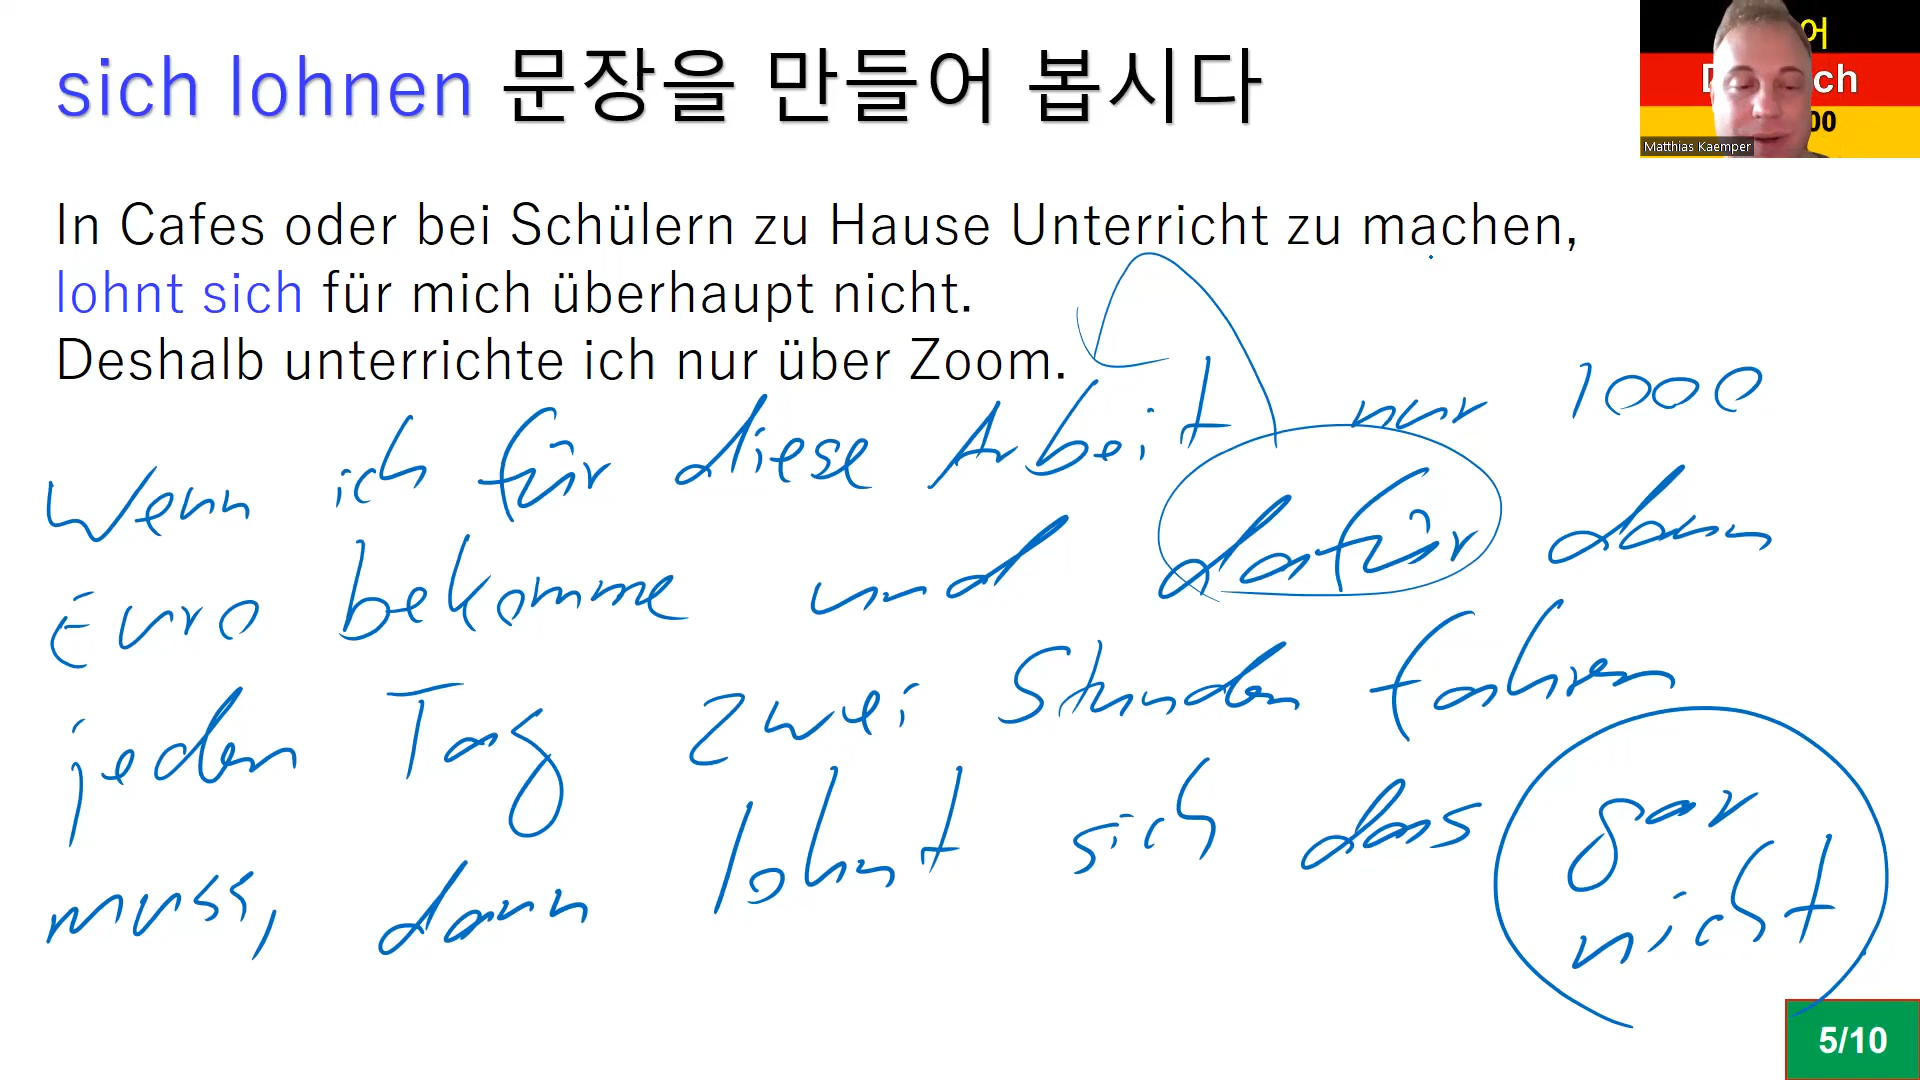 sich lohnen 문장을 만들어 봅시다
어
D ch
00
Matthias Kaemper
In Cafes oder bei Schülern zu Hause Unterricht zu machen,
lohnt sich für mich überhaupt nicht.
Deshalb unterrichte ich nur über Zoom.
Wenn ich für diese Arbeit nur 1000
Euro bekomme und dafür dann
jeden Tag zwei Stunden fahren
muss, dann lohnt sich das gar
nicht
5/10